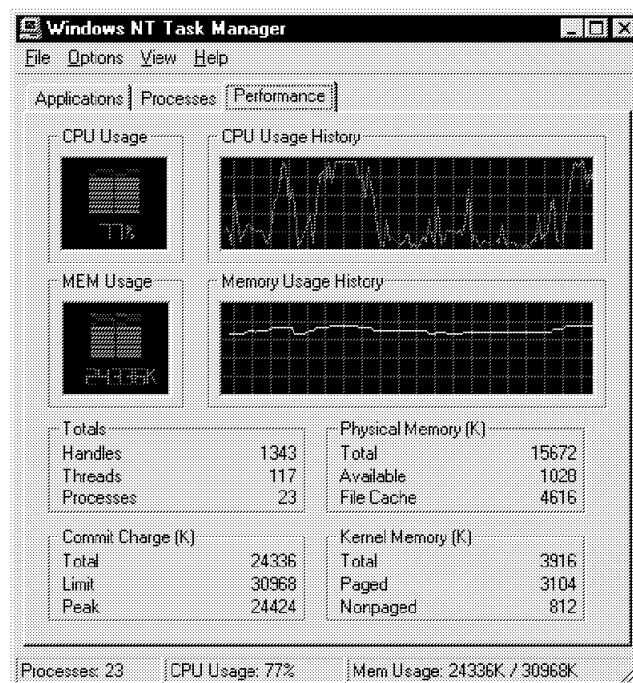 Windows NT Task Manager
File Options View Help
Applications Processes Performance
CPU Usage CPU Usage History
77%
MEM Usage Memory Usage History
24336K
Totals Physical Memory (K)
Handles 1343 Total 15672
Threads 117 Available 1028
Processes 23 File Cache 4616
Commit Charge (K) Kernel Memory (K)
Total 24336 Total 3916
Limit 30968 Paged 3104
Peak 24424 Nonpaged 812
Processes: 23 CPU Usage: 77% Mem Usage: 24336K / 30968K